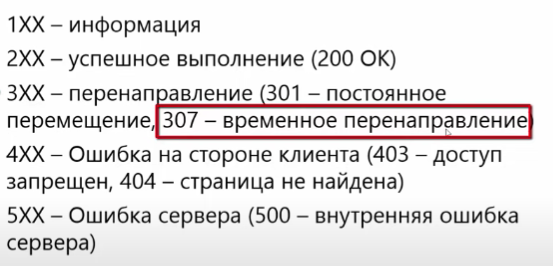 1XX – информация
2XX – успешное выполнение (200 OK)
3XX – перенаправление (301 – постоянное
перемещение, 307 – временное перенаправление)
4XX – Ошибка на стороне клиента (403 – доступ
запрещен, 404 – страница не найдена)
5XX – Ошибка сервера (500 – внутренняя ошибка
сервера)